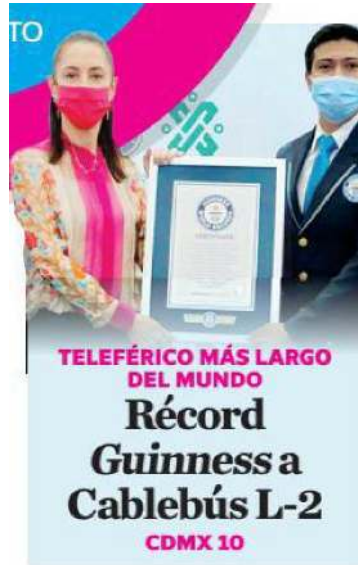 TO
TELEFÉRICO MÁS LARGO
DEL MUNDO
Récord
Guinness a
Cablebús L-2
CDMX 10